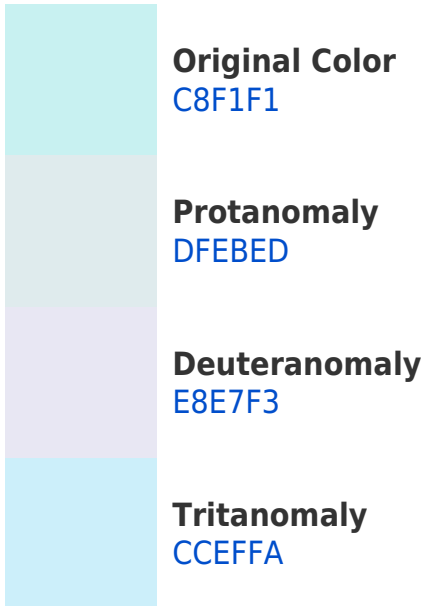 Original Color
C8F1F1
Protanomaly
DFEBED
Deuteranomaly
E8E7F3
Tritanomaly
CCEFFA